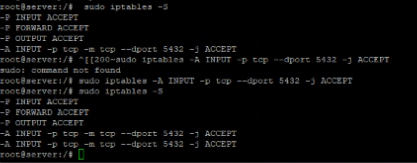 root@server:/# sudo iptables -S
-P INPUT ACCEPT
-P FORWARD ACCEPT
-P OUTPUT ACCEPT
-A INPUT -p tcp -m tcp --dport 5432 -j ACCEPT
root@server:/# ^[[200~sudo iptables -A INPUT -p tcp --dport 5432 -j ACCEPT
sudo: command not found
root@server:/# sudo iptables -A INPUT -p tcp --dport 5432 -j ACCEPT
root@server:/# sudo iptables -S
-P INPUT ACCEPT
-P FORWARD ACCEPT
-P OUTPUT ACCEPT
-A INPUT -p tcp -m tcp --dport 5432 -j ACCEPT
-A INPUT -p tcp -m tcp --dport 5432 -j ACCEPT
root@server:/#